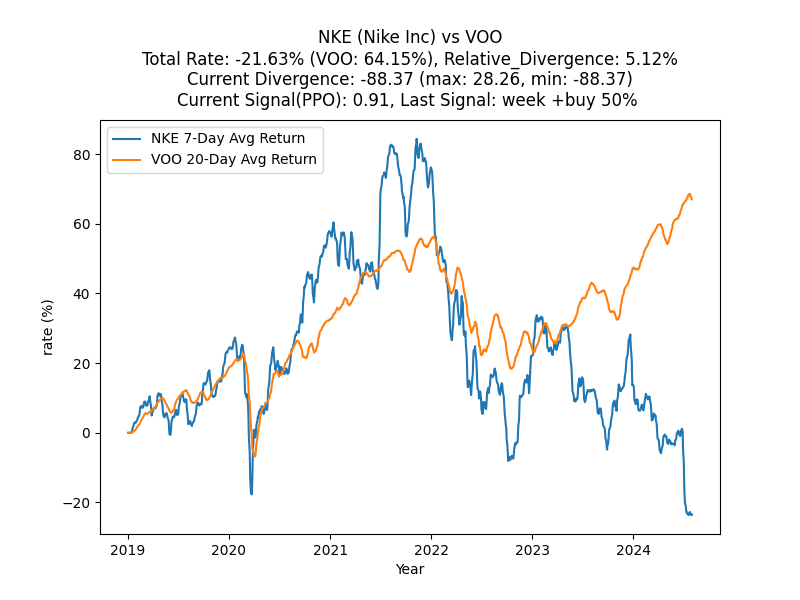 NKE (Nike Inc) vs VOO
Total Rate: -21.63% (VOO: 64.15%), Relative_Divergence: 5.12%
Current Divergence: -88.37 (max: 28.26, min: -88.37)
Current Signal(PPO): 0.91, Last Signal: week +buy 50%
NKE 7-Day Avg Return
VOO 20-Day Avg Return
rate (%)
80
60
40
20
0
−20
2019
2020
2021
2022
2023
2024
Year